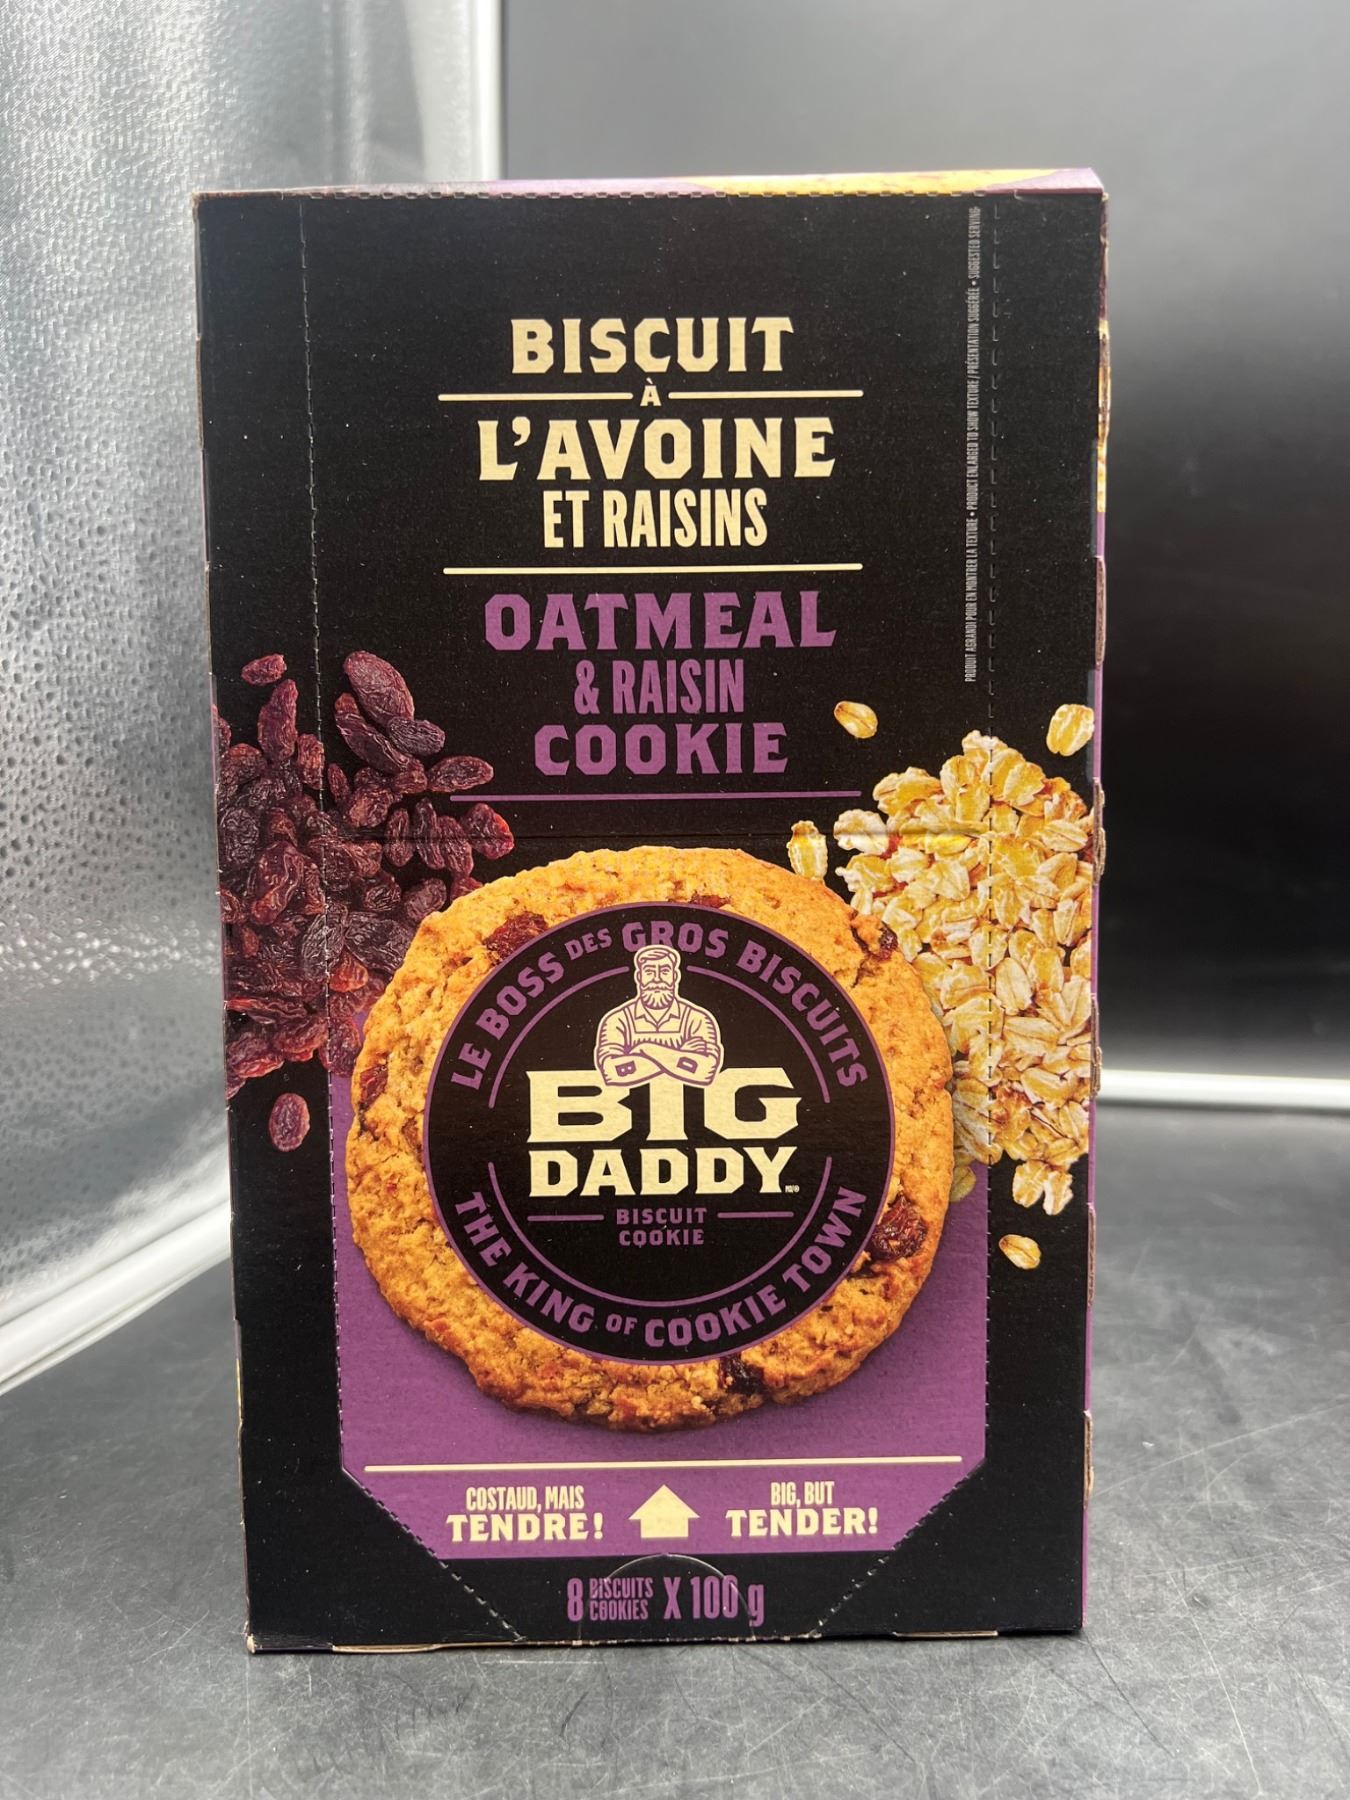 BISCUIT
À
L'AVOINE
ET RAISINS
OATMEAL
& RAISIN
COOKIE
PRODUIT AGRANDI POUR EN MONTRER LA TEXTURE • PRODUCT ENLARGED TO SHOW TEXTURE / PRÉSENTATION SUGGÉRÉE • SUGGESTED SERVING
LE BOSS DES GROS BISCUITS
B D
BIG
DADDY MD/®
BISCUIT
COOKIE
THE KING OF COOKIE TOWN
COSTAUD, MAIS
TENDRE!
BIG, BUT
TENDER!
8 BISCUITS
COOKIES X 100 g